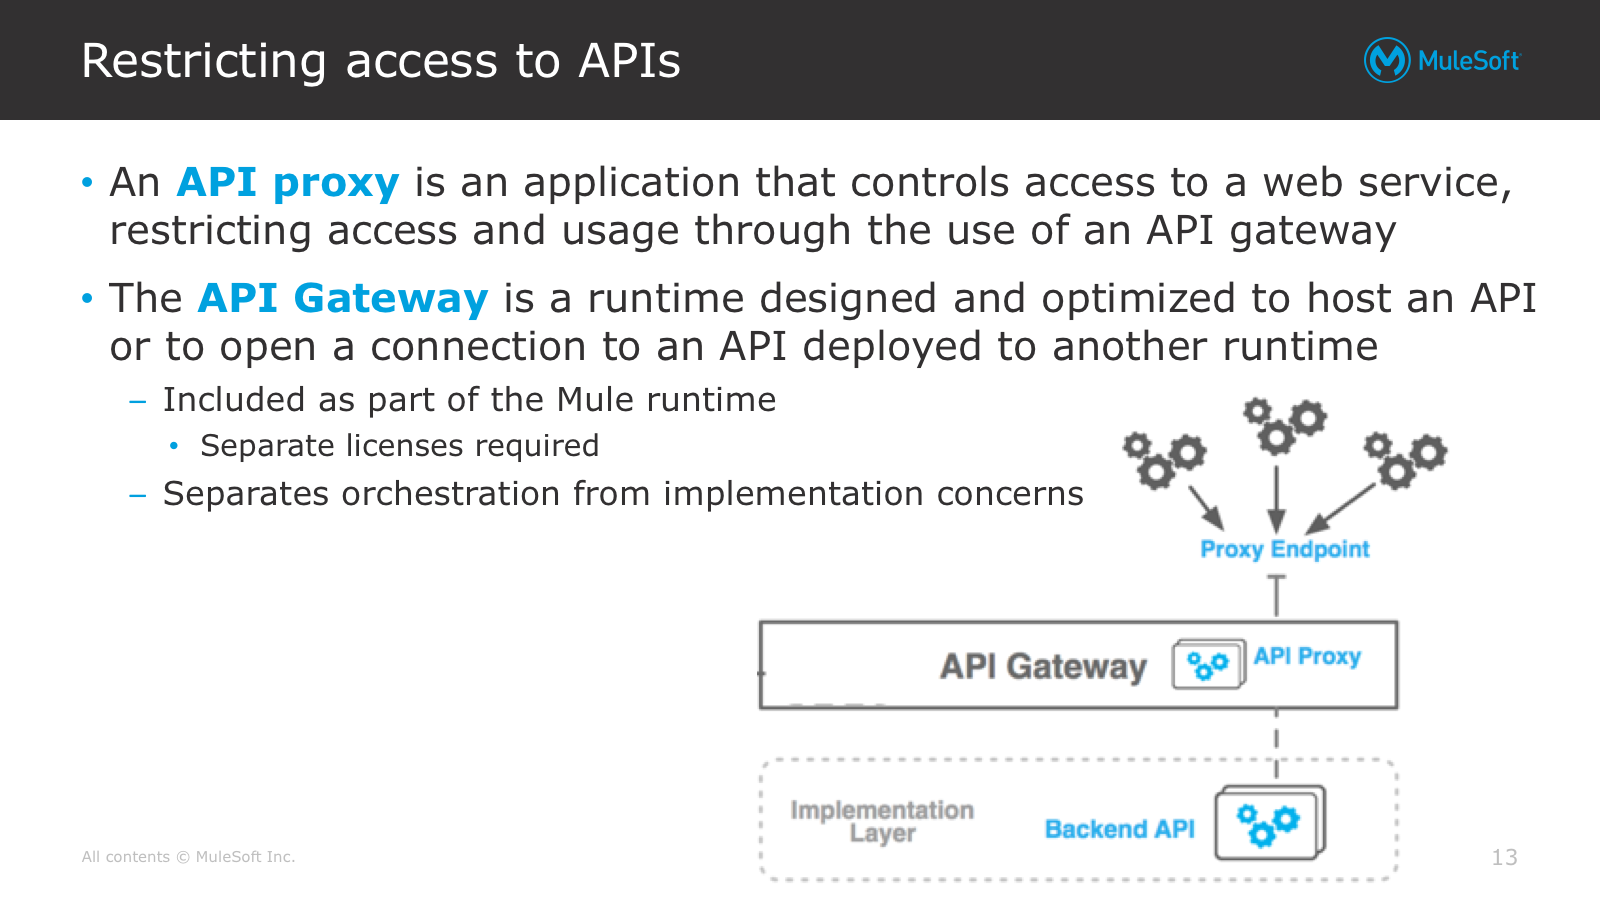 Restricting access to APIs
MuleSoft
• An API proxy is an application that controls access to a web service,
restricting access and usage through the use of an API gateway
• The API Gateway is a runtime designed and optimized to host an API
or to open a connection to an API deployed to another runtime
– Included as part of the Mule runtime
• Separate licenses required
– Separates orchestration from implementation concerns
Proxy Endpoint
API Gateway
API Proxy
Implementation
Layer
Backend API
All contents © MuleSoft Inc.
13